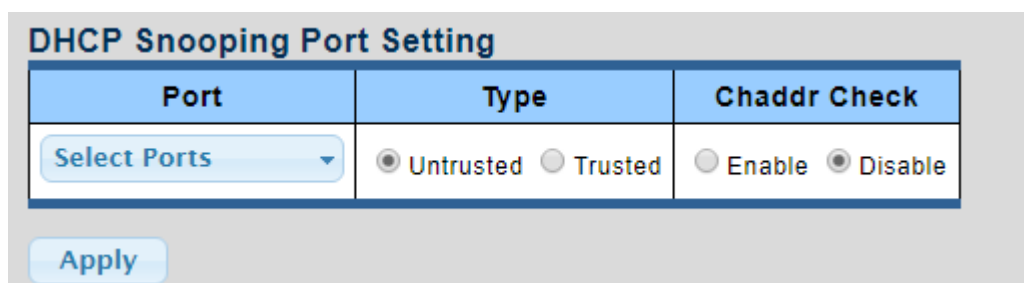 DHCP Snooping Port Setting
Port Type Chaddr Check
Select Ports Untrusted Trusted Enable Disable
Apply